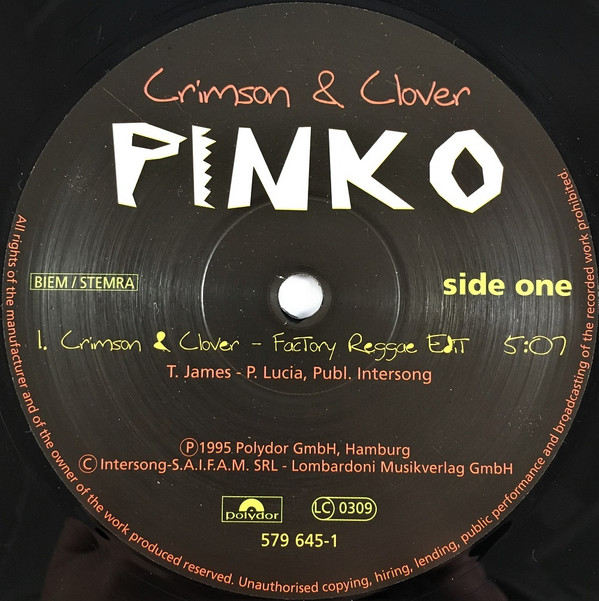 Crimson & Clover
PINKO
BIEM / STEMRA
side one
1. Crimson & Clover - Factory Reggae Edit 5:07
T. James - P. Lucia, Publ. Intersong
Ⓟ 1995 Polydor GmbH, Hamburg
© Intersong-S.A.I.F.A.M. SRL - Lombardoni Musikverlag GmbH
polydor
LC 0309
579 645-1
All rights of the manufacturer and of the owner of the work produced reserved. Unauthorised copying, hiring, lending, public performance and broadcasting of the recorded work prohibited.